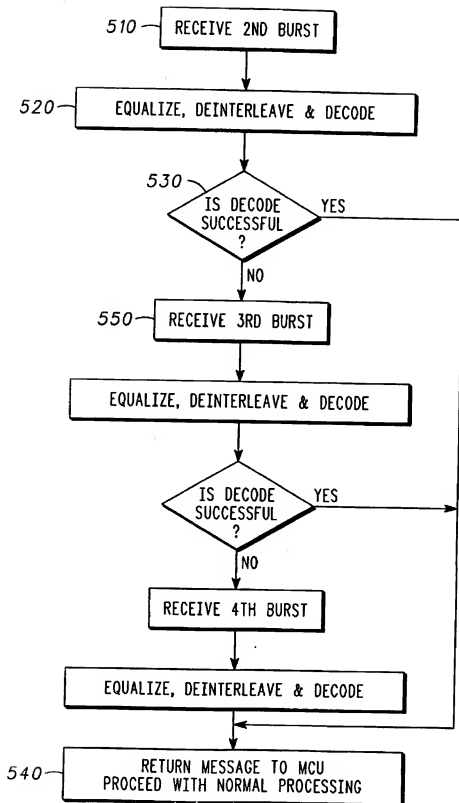 510
RECEIVE 2ND BURST
520
EQUALIZE, DEINTERLEAVE & DECODE
530
IS DECODE
SUCCESSFUL
?
YES
NO
550
RECEIVE 3RD BURST
EQUALIZE, DEINTERLEAVE & DECODE
IS DECODE
SUCCESSFUL
?
YES
NO
RECEIVE 4TH BURST
EQUALIZE, DEINTERLEAVE & DECODE
540
RETURN MESSAGE TO MCU
PROCEED WITH NORMAL PROCESSING